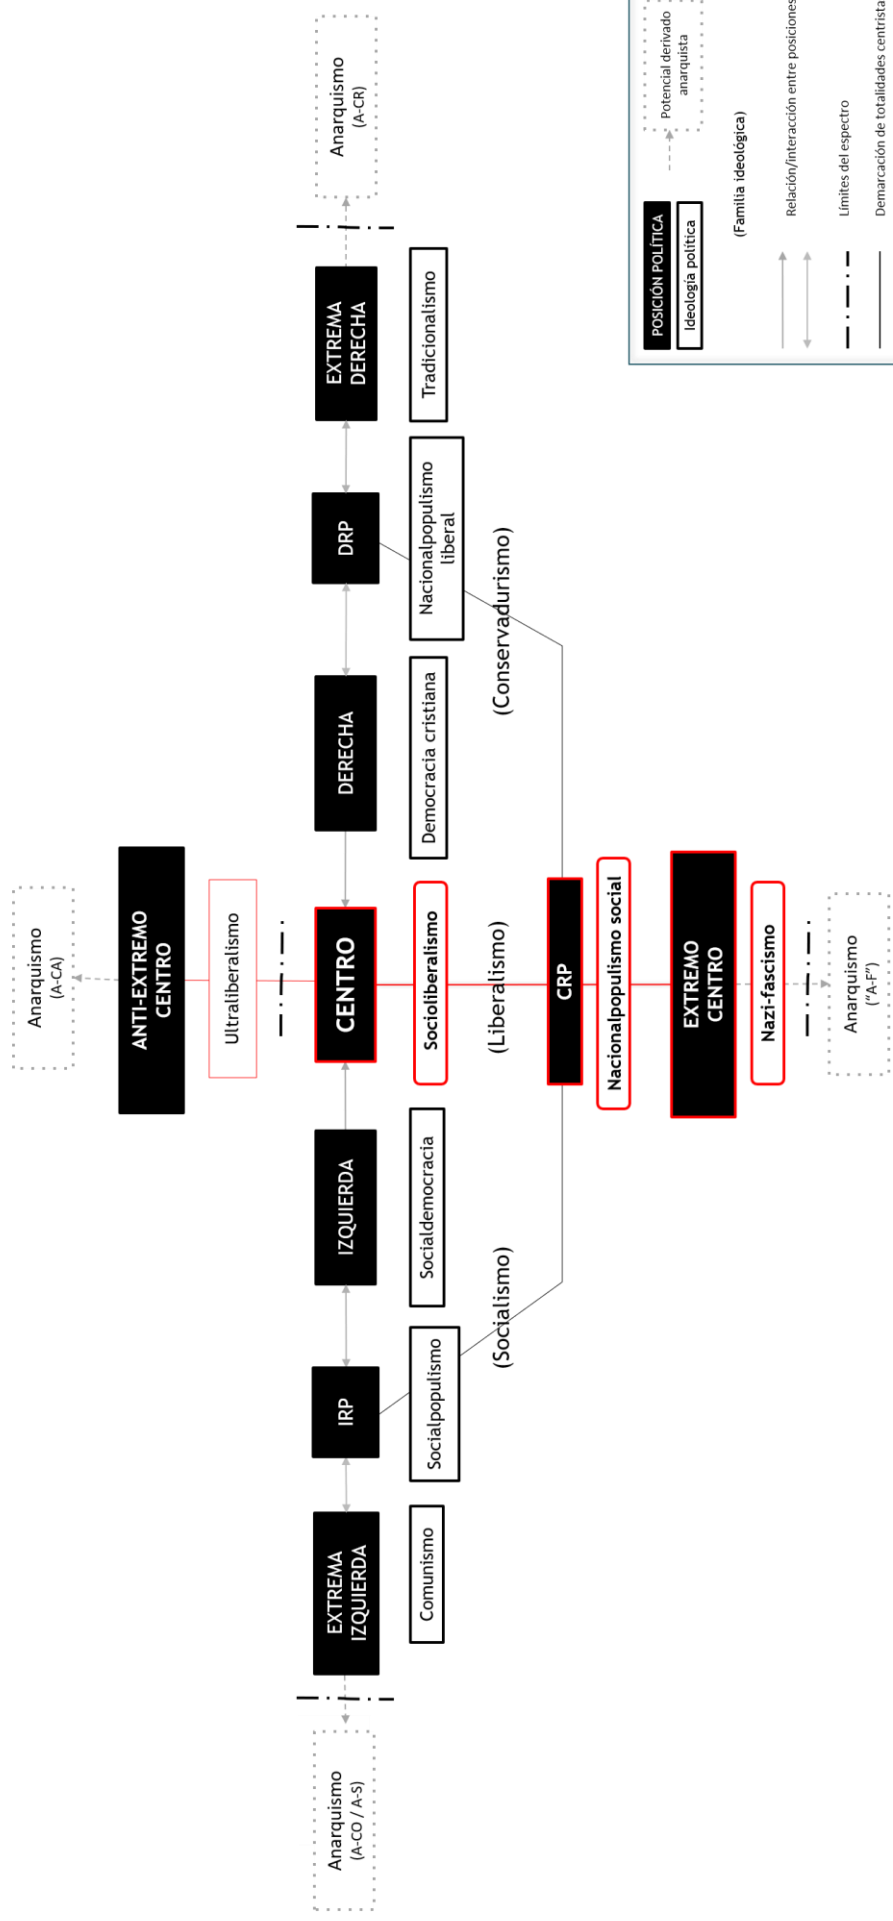 Anarquismo
(A-CA)
ANTI-EXTREMO
CENTRO
Ultraliberalismo
Anarquismo
(A-CO / A-S)
EXTREMA
IZQUIERDA
IRP
IZQUIERDA
CENTRO
DERECHA
DRP
EXTREMA
DERECHA
Anarquismo
(A-CR)
Comunismo
Socialpopulismo
Socialdemocracia
Socioliberalismo
Democracia cristiana
Nacionalpopulismo
liberal
Tradicionalismo
(Socialismo)
(Liberalismo)
(Conservadurismo)
CRP
Nacionalpopulismo social
EXTREMO
CENTRO
Nazi-fascismo
Anarquismo
("A-F")
POSICIÓN POLÍTICA
Ideología política
Potencial derivado
anarquista
(Familia ideológica)
Relación/interacción entre posiciones
Límites del espectro
Demarcación de totalidades centrista